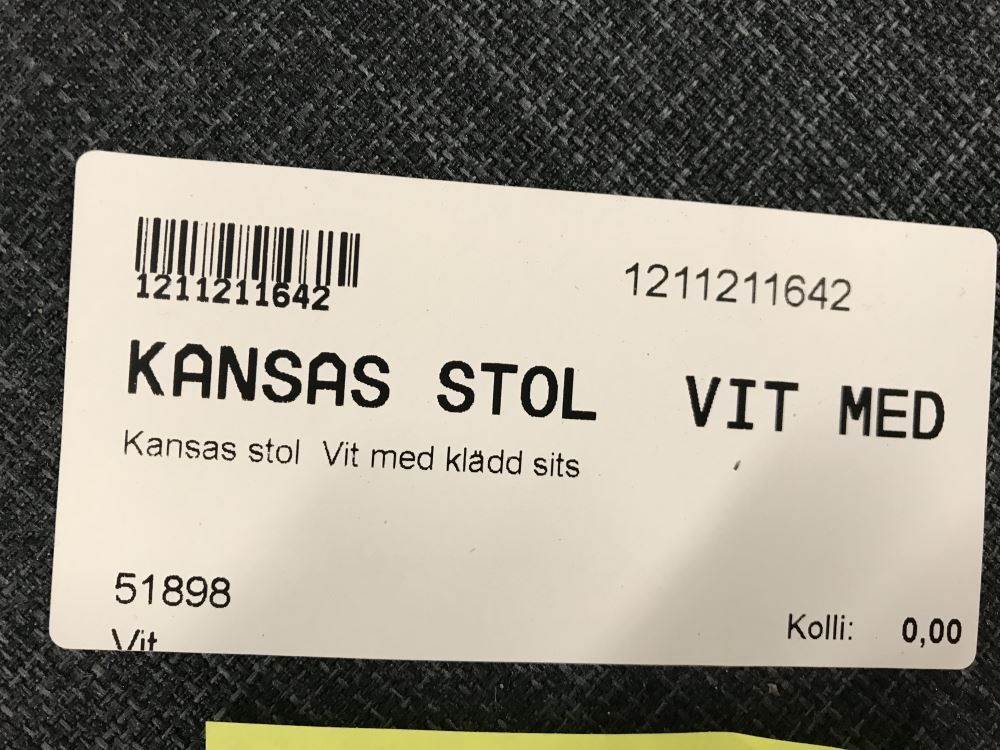 1211211642
1211211642
KANSAS STOL VIT MED
Kansas stol Vit med klädd sits
51898
Kolli: 0,00
Vit